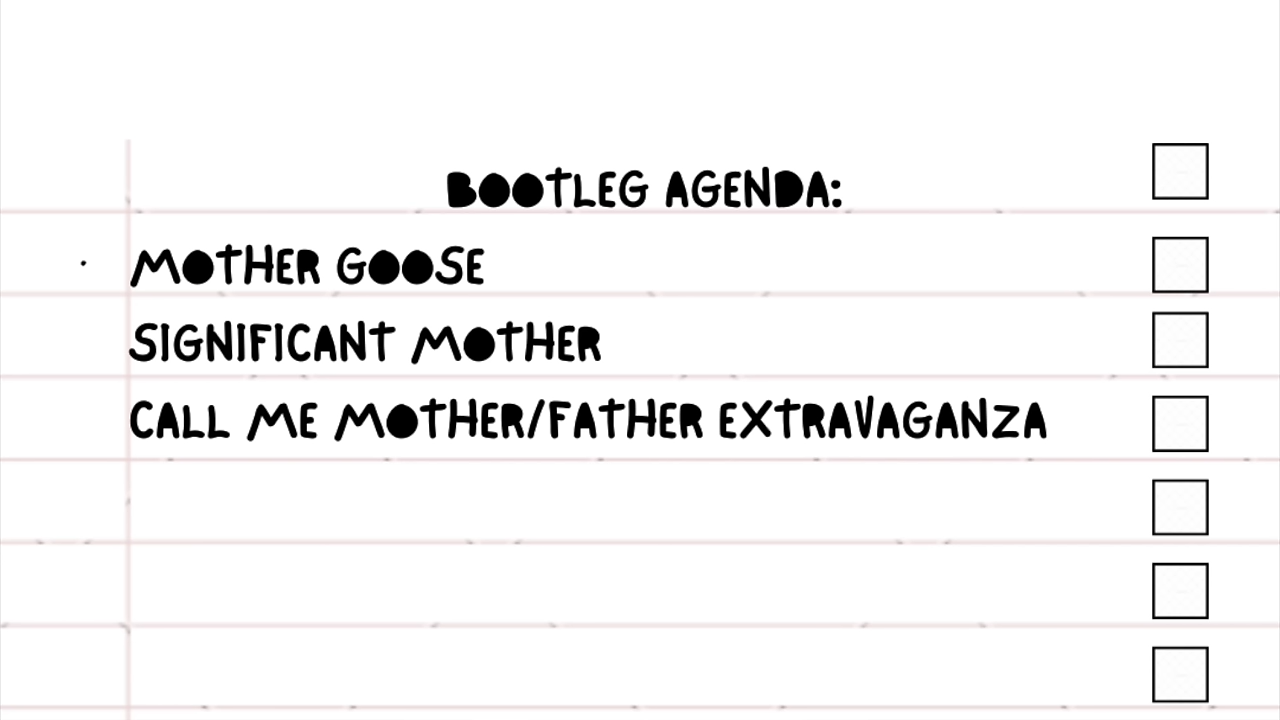 BOOTLEG AGENDA:
· MOTHER GOOSE
SIGNIFICANT MOTHER
CALL ME MOTHER/FATHER EXTRAVAGANZA